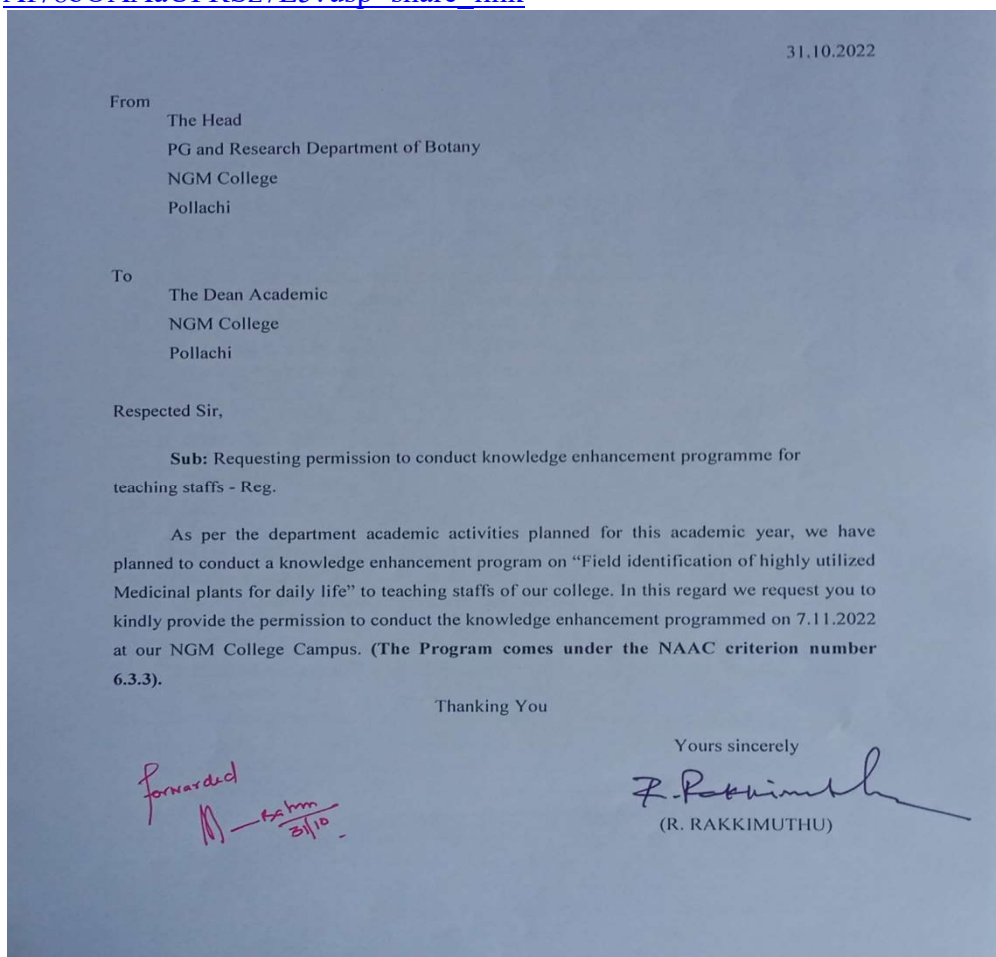 31.10.2022
From
The Head
PG and Research Department of Botany
NGM College
Pollachi
To
The Dean Academic
NGM College
Pollachi
Respected Sir,
Sub: Requesting permission to conduct knowledge enhancement programme for
teaching staffs - Reg.
As per the department academic activities planned for this academic year, we have
planned to conduct a knowledge enhancement program on “Field identification of highly utilized
Medicinal plants for daily life” to teaching staffs of our college. In this regard we request you to
kindly provide the permission to conduct the knowledge enhancement programmed on 7.11.2022
at our NGM College Campus. (The Program comes under the NAAC criterion number
6.3.3).
Thanking You
Yours sincerely
forwarded
R. Rakkimuth
31/10
(R. RAKKIMUTHU)